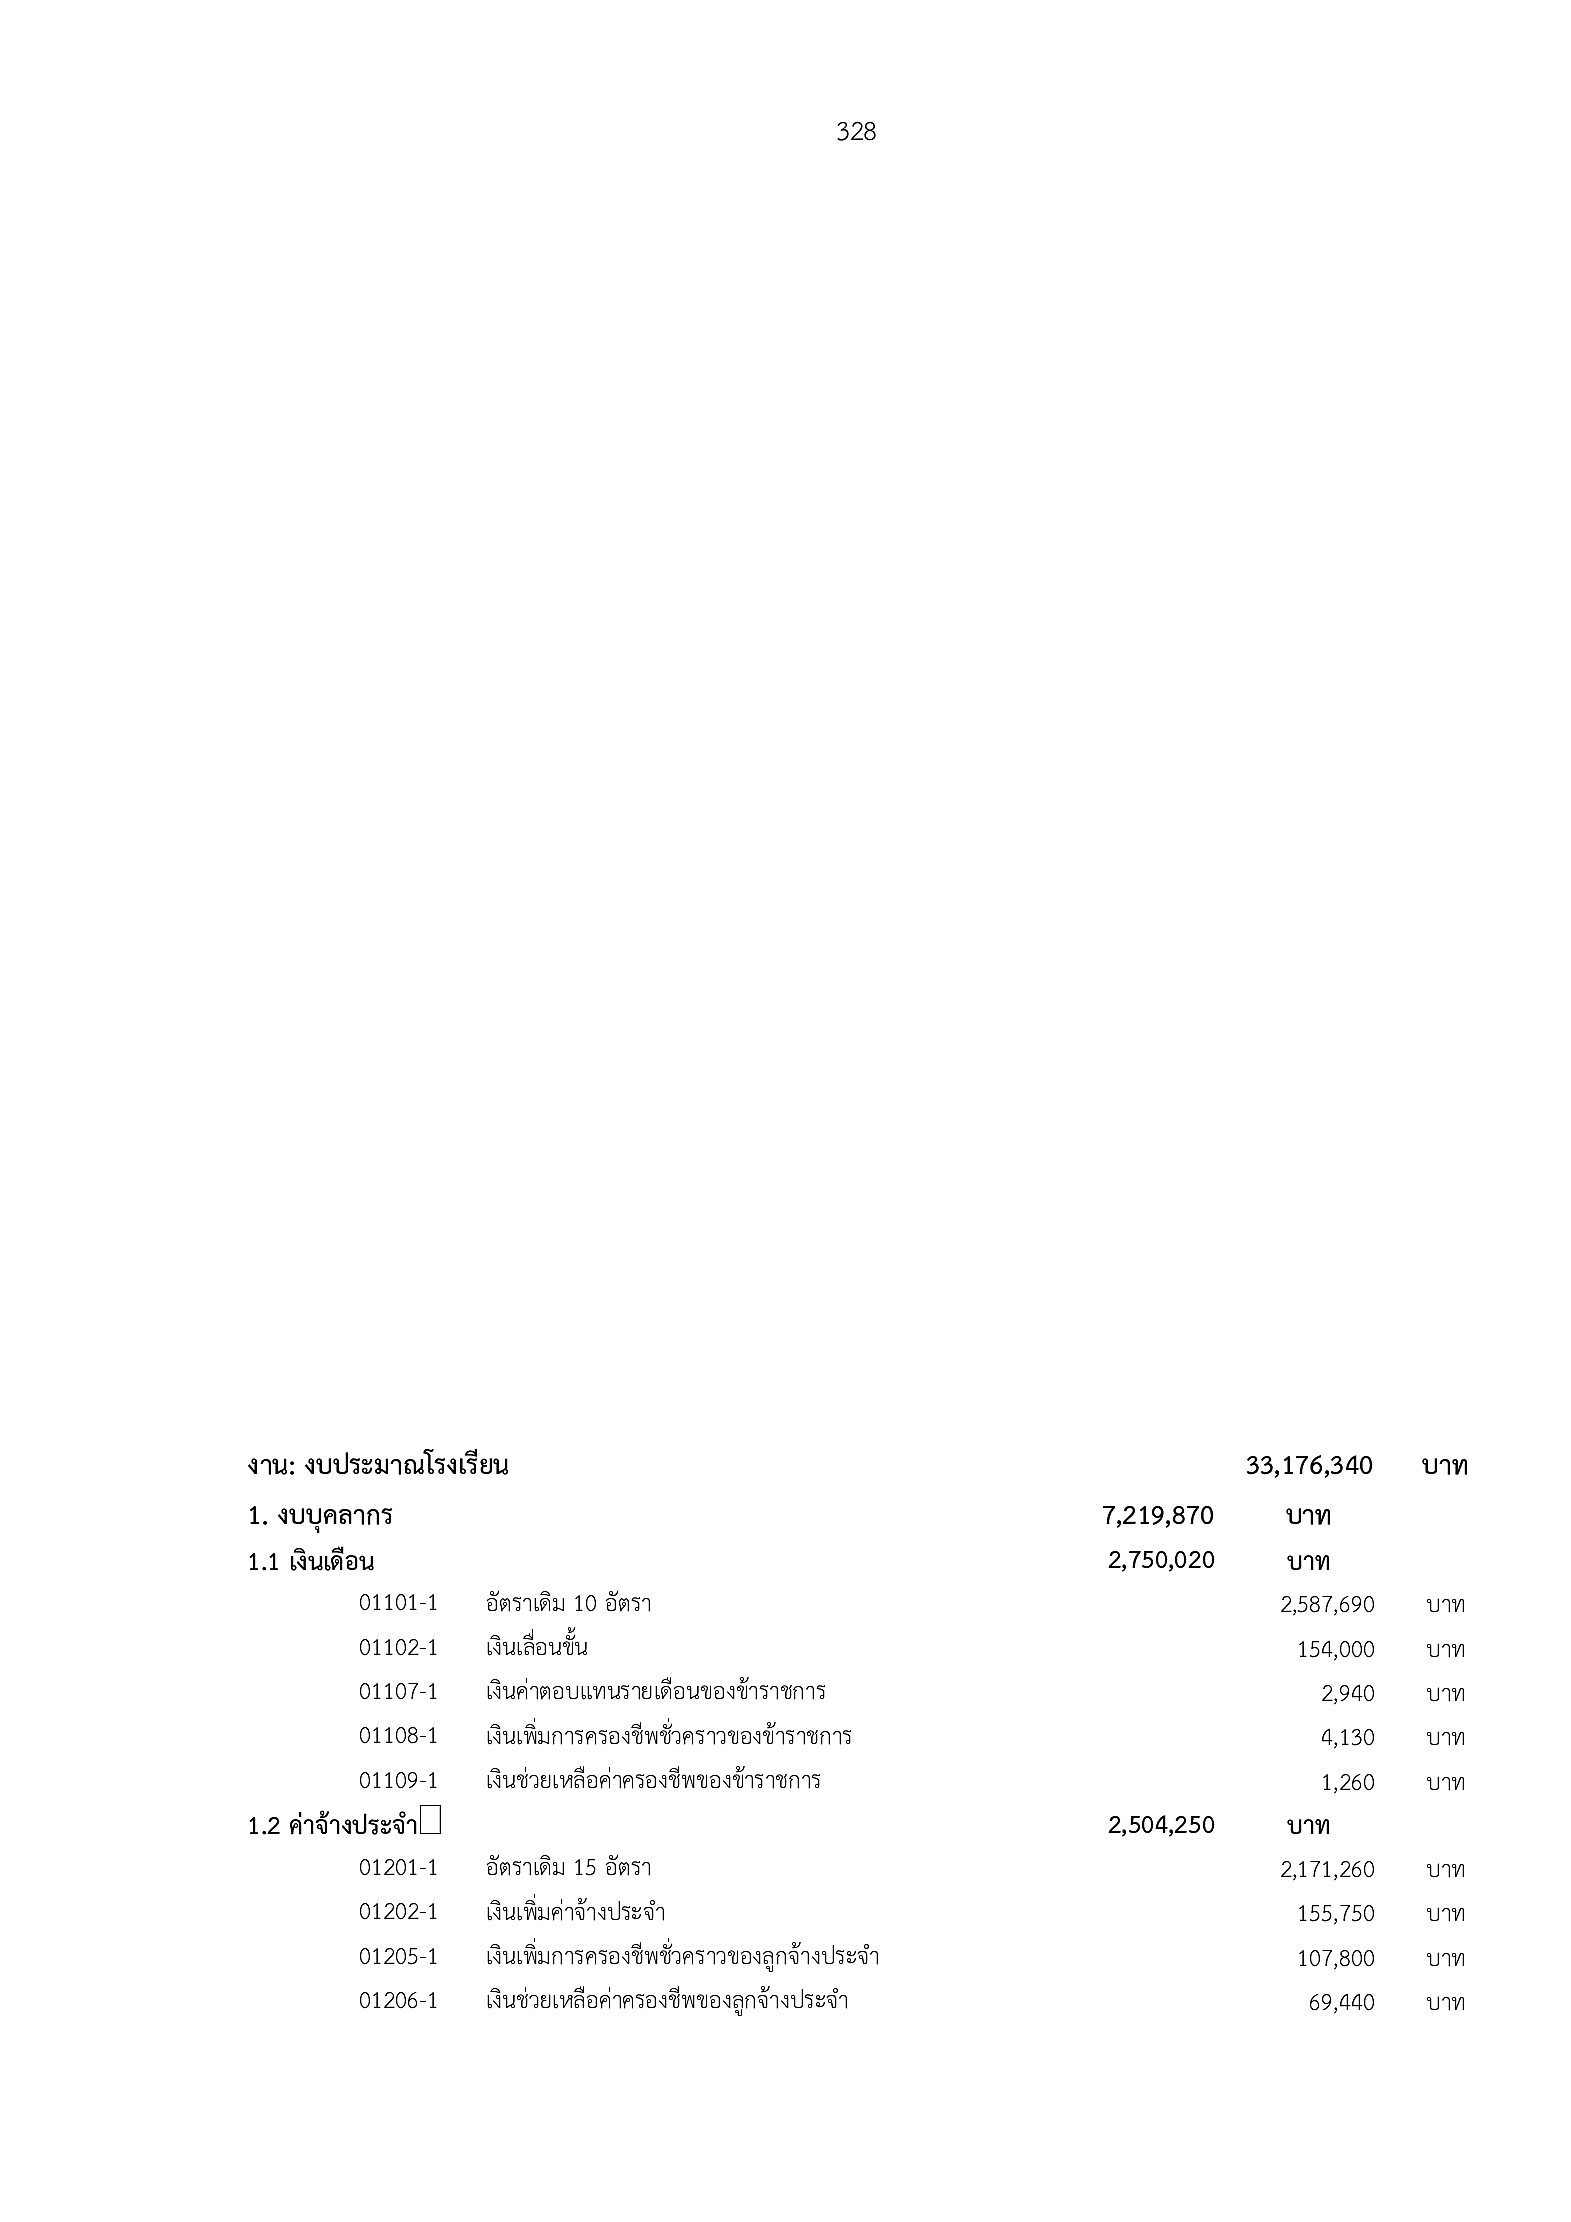 328
งาน: งบประมาณโรงเรียน 33,176,340 บาท
1. งบบุคลากร 7,219,870 บาท
1.1 เงินเดือน 2,750,020 บาท
01101-1 อัตราเดิม 10 อัตรา 2,587,690 บาท
01102-1 เงินเลื่อนขั้น 154,000 บาท
01107-1 เงินค่าตอบแทนรายเดือนของข้าราชการ 2,940 บาท
01108-1 เงินเพิ่มการครองชีพชั่วคราวของข้าราชการ 4,130 บาท
01109-1 เงินช่วยเหลือค่าครองชีพของข้าราชการ 1,260 บาท
1.2 ค่าจ้างประจำ 2,504,250 บาท
01201-1 อัตราเดิม 15 อัตรา 2,171,260 บาท
01202-1 เงินเพิ่มค่าจ้างประจำ 155,750 บาท
01205-1 เงินเพิ่มการครองชีพชั่วคราวของลูกจ้างประจำ 107,800 บาท
01206-1 เงินช่วยเหลือค่าครองชีพของลูกจ้างประจำ 69,440 บาท